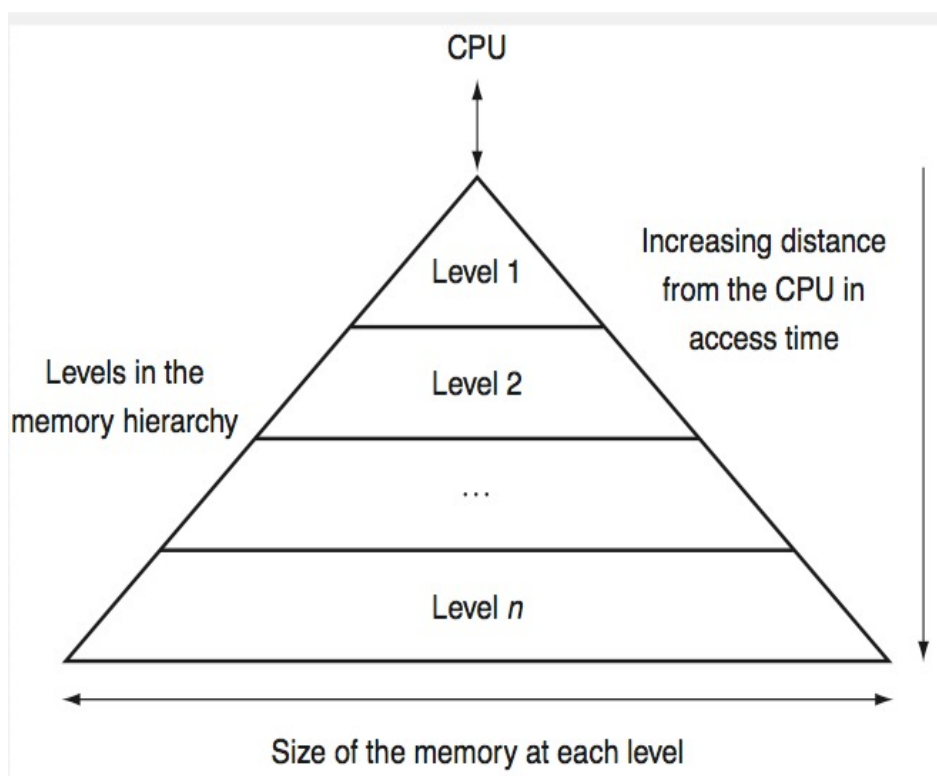 CPU
Level 1
Increasing distance
from the CPU in
access time
Levels in the
memory hierarchy
Level 2
...
Level n
Size of the memory at each level